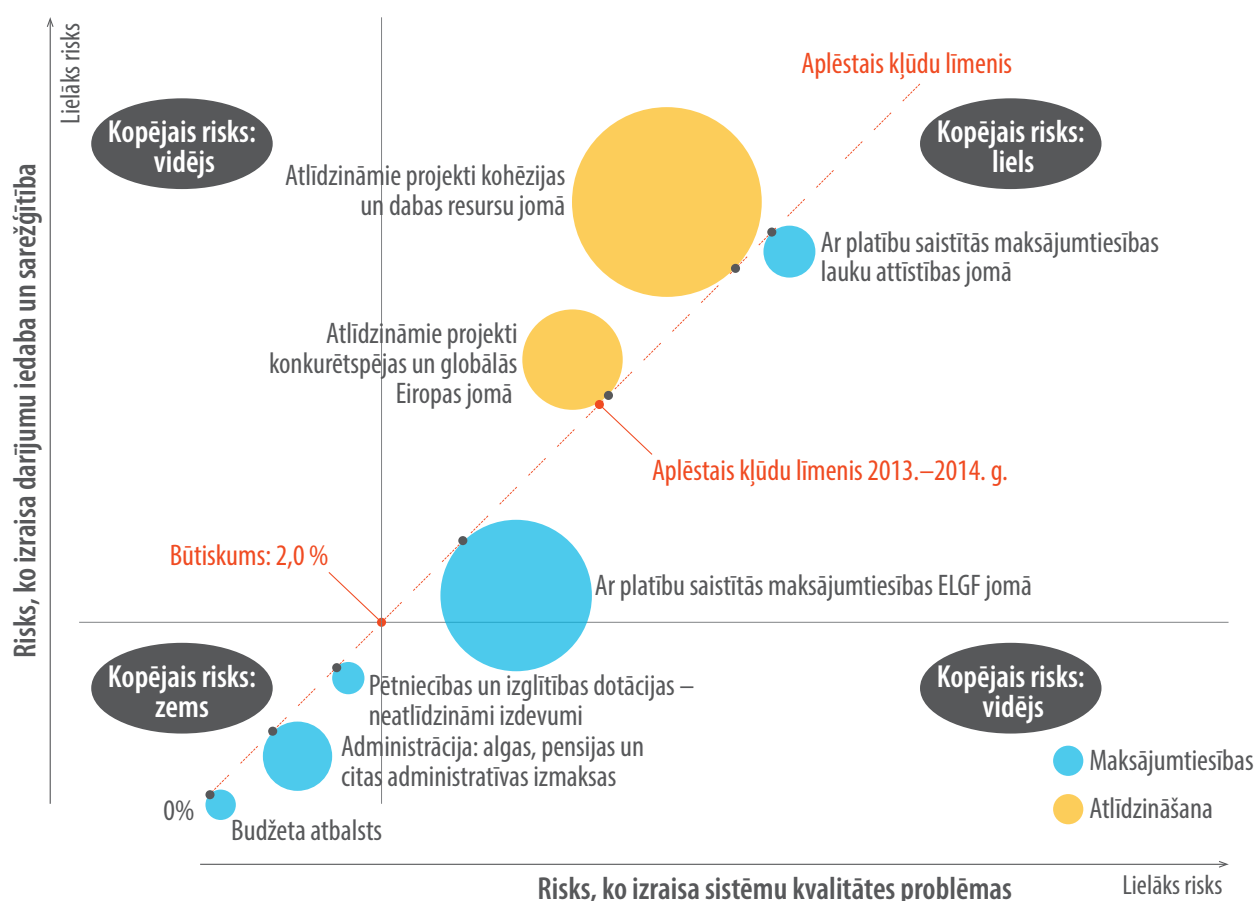 Lielāks risks
Risks, ko izraisa darījumu iedaba un sarežģītība
Kopējais risks:
vidējs
Aplēstais kļūdu līmenis
Kopējais risks:
liels
Atlīdzināmie projekti kohēzijas
un dabas resursu jomā
Ar platību saistītās maksājumtiesības
lauku attīstības jomā
Atlīdzināmie projekti
konkurētspējas un globālās
Eiropas jomā
Aplēstais kļūdu līmenis 2013.–2014. g.
Būtiskums: 2,0 %
Ar platību saistītās maksājumtiesības ELGF jomā
Kopējais risks:
zems
Pētniecības un izglītības dotācijas –
neatlīdzināmi izdevumi
Kopējais risks:
vidējs
Administrācija: algas, pensijas un
citas administratīvas izmaksas
Maksājumtiesības
Atlīdzināšana
0%
Budžeta atbalsts
Risks, ko izraisa sistēmu kvalitātes problēmas
Lielāks risks